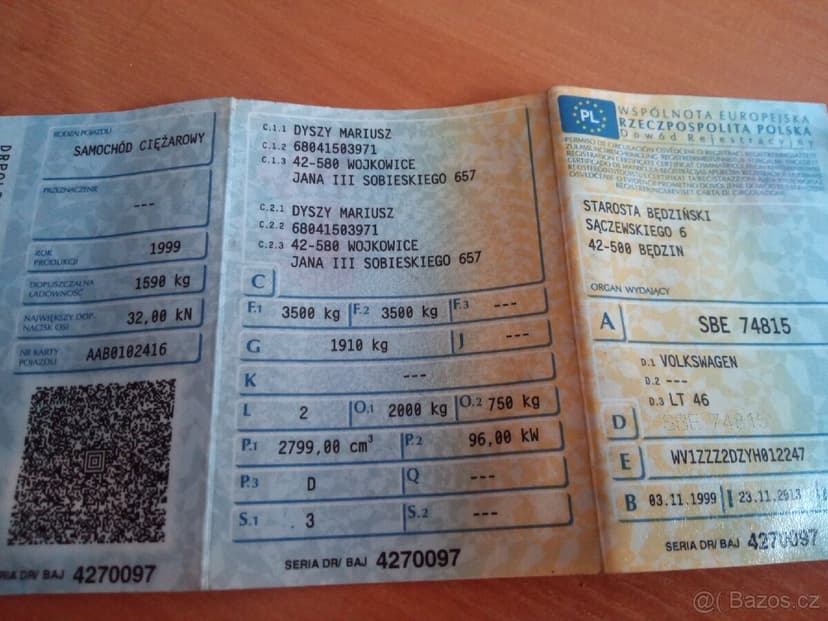 RODZAJ POJAZDU
SAMOCHÓD CIĘŻAROWY
PRZEZNACZENIE
---
ROK PRODUKCJI 1999
DOPUSZCZALNA ŁADOWNOŚĆ 1590 kg
NAJWIĘKSZY DOP. NACISK OSI 32,00 kN
NR KARTY POJAZDU AAB0102416
SERIA DR/ BAJ 4270097
C.1.1 DYSZY MARIUSZ
C.1.2 68041503971
C.1.3 42-580 WOJKOWICE
JANA III SOBIESKIEGO 657
C.2.1 DYSZY MARIUSZ
C.2.2 68041503971
C.2.3 42-580 WOJKOWICE
JANA III SOBIESKIEGO 657
C
F.1 3500 kg F.2 3500 kg F.3 ---
G 1910 kg J ---
K ---
L 2 O.1 2000 kg O.2 750 kg
P.1 2799,00 cm³ P.2 96,00 kW
P.3 D Q ---
S.1 3 S.2 ---
SERIA DR/ BAJ 4270097
PL
WSPÓLNOTA EUROPEJSKA
RZECZPOSPOLITA POLSKA
Dowód Rejestracyjny
STAROSTA BĘDZIŃSKI
SĄCZEWSKIEGO 6
42-500 BĘDZIN
ORGAN WYDAJĄCY
A SBE 74815
D.1 VOLKSWAGEN
D.2 ---
D.3 LT 46
D SBE 74815
E WV1ZZZ2DZYH012247
B 03.11.1999 I 23.11.2013
SERIA DR/ BAJ 4270097
@( Bazos.cz